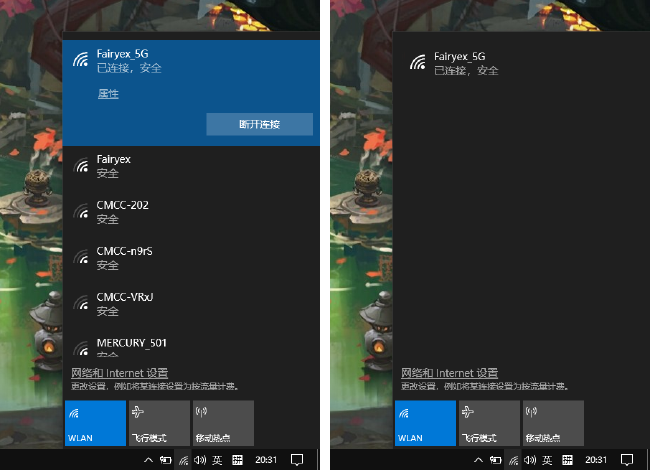 Fairyex_5G
已连接，安全
属性
断开连接
Fairyex
安全
CMCC-202
安全
CMCC-n9rS
安全
CMCC-VRxJ
安全
MERCURY_501
安全
网络和 Internet 设置
更改设置，例如将某连接设置为按流量计费。
WLAN
飞行模式
移动热点
英
20:31
Fairyex_5G
已连接，安全
网络和 Internet 设置
更改设置，例如将某连接设置为按流量计费。
WLAN
飞行模式
移动热点
英
20:31